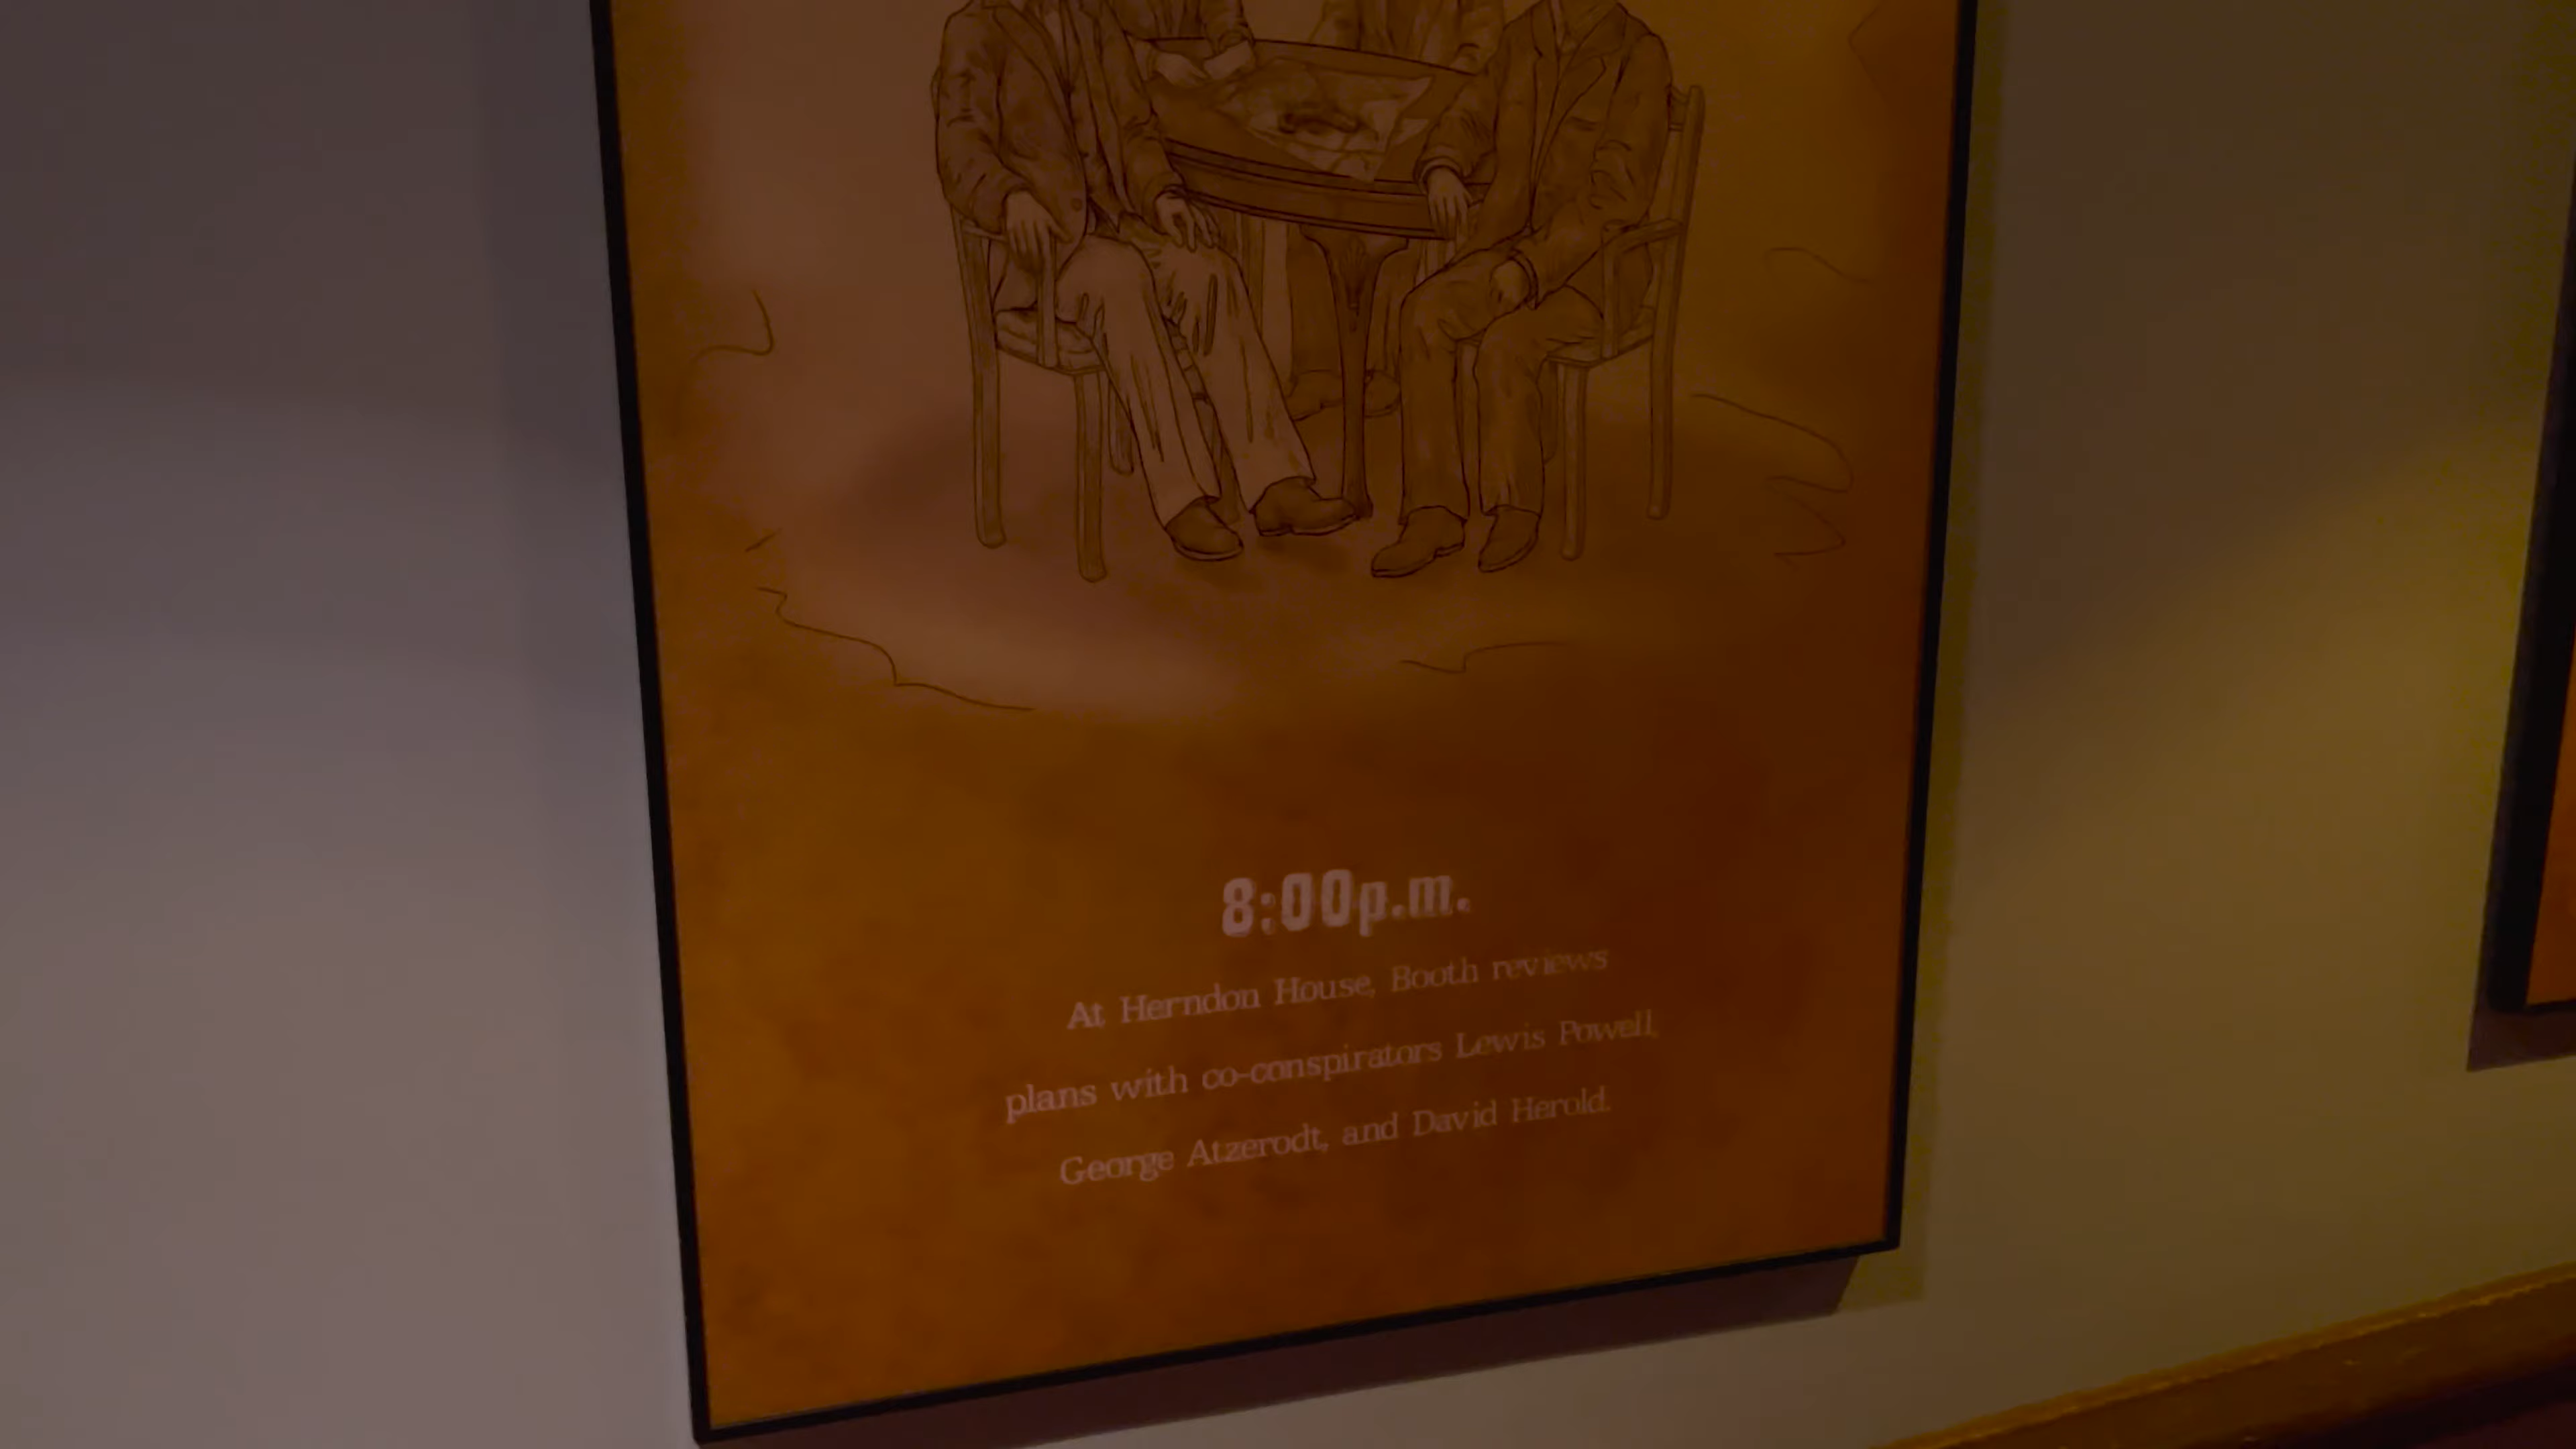 8:00p.m.
At Herndon House, Booth reviews
plans with co-conspirators Lewis Powell,
George Atzerodt, and David Herold.